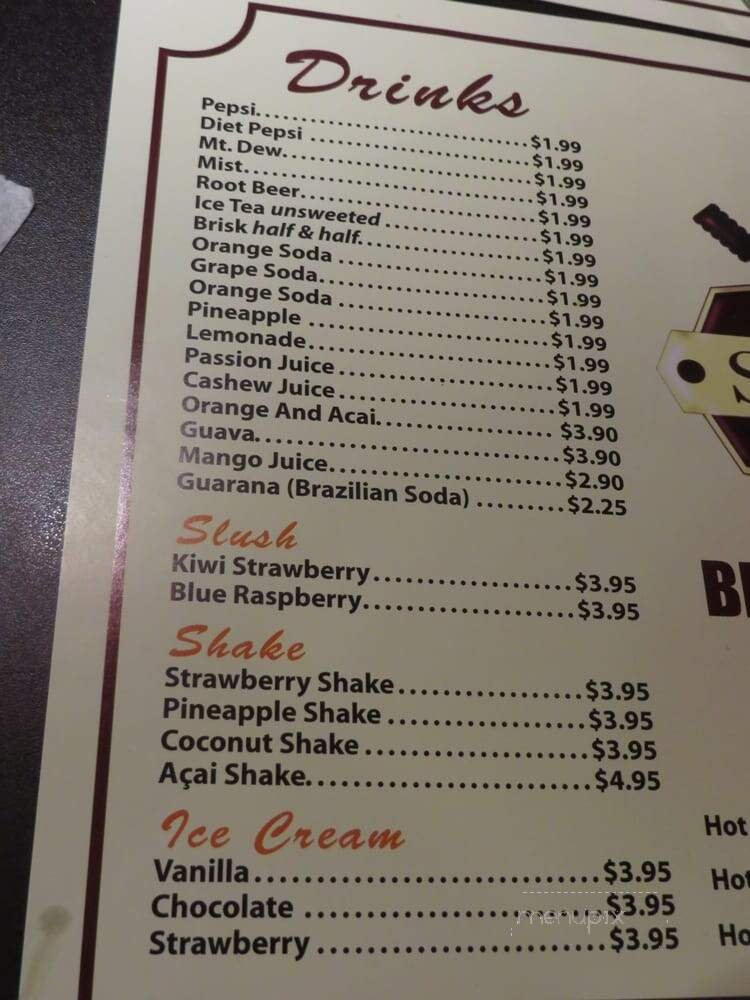 Drinks
Pepsi..............................$1.99
Diet Pepsi ..........................$1.99
Mt. Dew..............................$1.99
Mist.................................$1.99
Root Beer............................$1.99
Ice Tea unsweeted ...................$1.99
Brisk half & half....................$1.99
Orange Soda .........................$1.99
Grape Soda...........................$1.99
Orange Soda .........................$1.99
Pineapple ...........................$1.99
Lemonade.............................$1.99
Passion Juice ........................$1.99
Cashew Juice.........................$1.99
Orange And Acai................... $3.90
Guava................................$3.90
Mango Juice..........................$2.90
Guarana (Brazilian Soda) .........$2.25
Slush
Kiwi Strawberry....................$3.95
Blue Raspberry.....................$3.95
Shake
Strawberry Shake..................$3.95
Pineapple Shake ..................$3.95
Coconut Shake ....................$3.95
Açai Shake.........................$4.95
Ice Cream
Vanilla..............................$3.95
Chocolate ..........................$3.95
Strawberry .........................$3.95
Hot
menupix